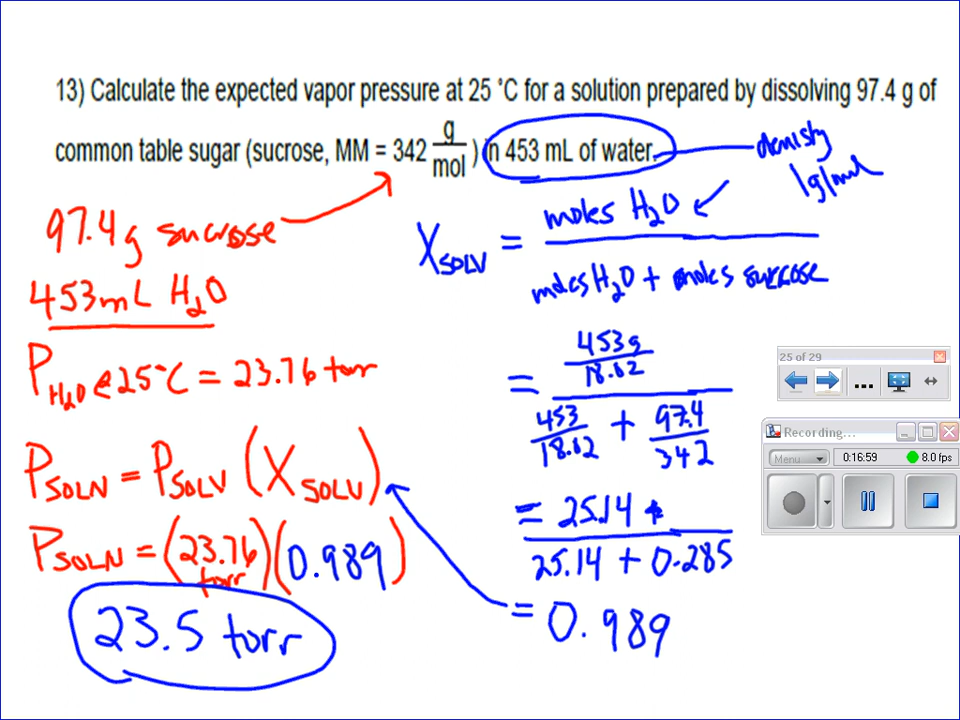 13) Calculate the expected vapor pressure at 25 °C for a solution prepared by dissolving 97.4 g of
common table sugar (sucrose, MM = 342 g/mol) in 453 mL of water.
density
1g/mL
97.4g sucrose
453mL H2O
P H2O @ 25°C = 23.76 torr
PSOLN = PSOLV (XSOLV)
PSOLN = (23.76 torr)(0.989)
23.5 torr
XSOLV = moles H2O
moles H2O + moles sucrose
= 453g
18.02
453 + 97.4
18.02 342
= 25.14
25.14 + 0.285
= 0.989
25 of 29
...
Recording...
Menu
0:16:59
8.0 fps